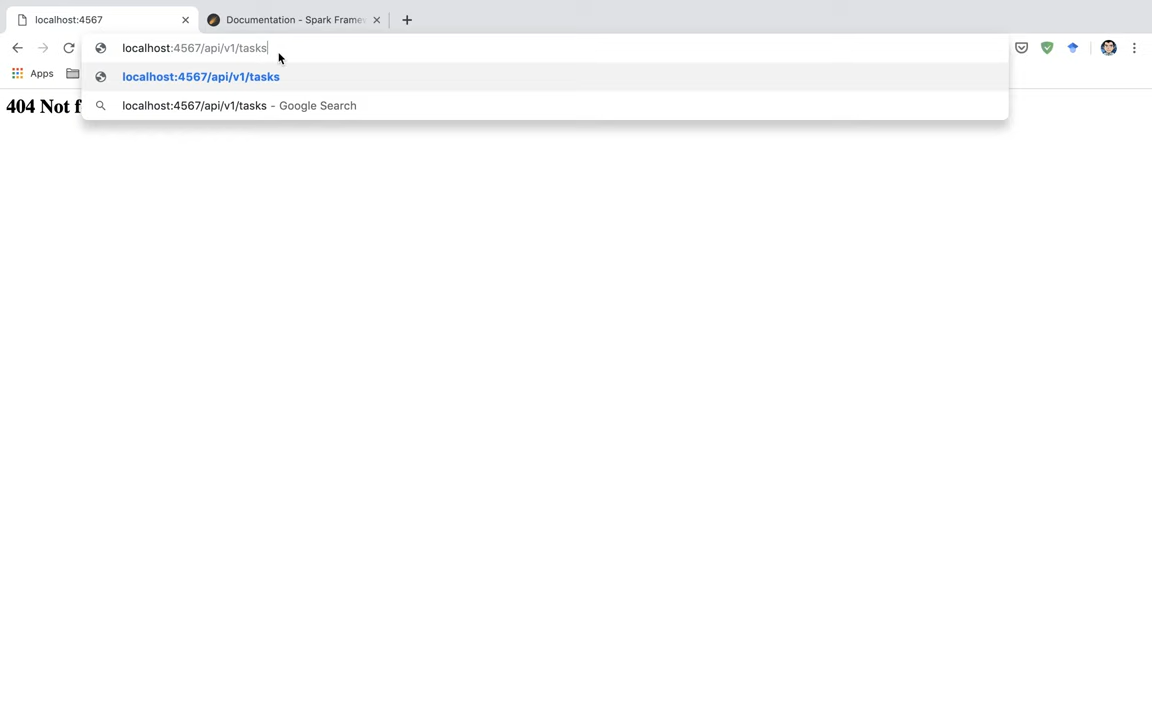 localhost:4567
Documentation - Spark Frame
localhost:4567/api/v1/tasks
localhost:4567/api/v1/tasks
Apps
localhost:4567/api/v1/tasks - Google Search
404 Not f